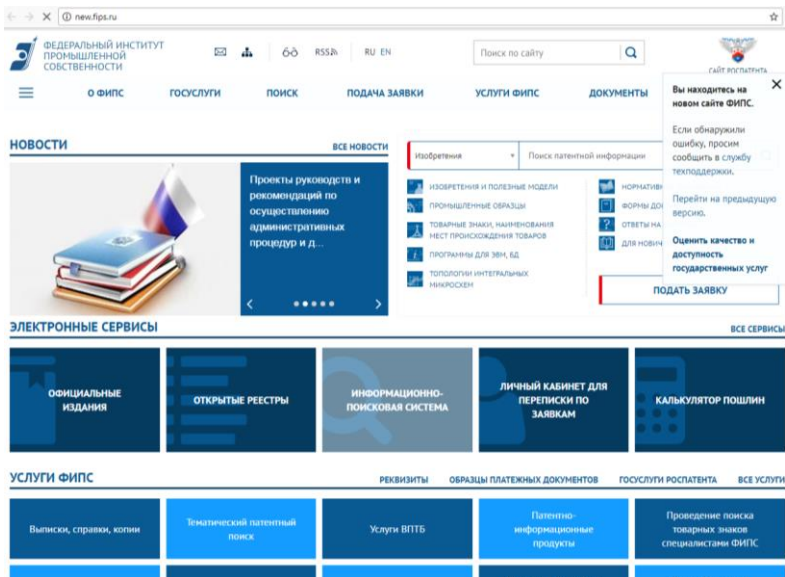 new.fips.ru
ФЕДЕРАЛЬНЫЙ ИНСТИТУТ
ПРОМЫШЛЕННОЙ
СОБСТВЕННОСТИ
RSS
RU EN
Поиск по сайту
САЙТ РОСПАТЕНТА
О ФИПС
ГОСУСЛУГИ
ПОИСК
ПОДАЧА ЗАЯВКИ
УСЛУГИ ФИПС
ДОКУМЕНТЫ
Вы находитесь на
новом сайте ФИПС.
Если обнаружили
ошибку, просим
сообщить в службу
техподдержки.
Перейти на предыдущую
версию.
Оценить качество и
доступность
государственных услуг
НОВОСТИ
ВСЕ НОВОСТИ
Проекты руководств и
рекомендаций по
осуществлению
административных
процедур и д...
Изобретения
Поиск патентной информации
ИЗОБРЕТЕНИЯ И ПОЛЕЗНЫЕ МОДЕЛИ
ПРОМЫШЛЕННЫЕ ОБРАЗЦЫ
ТОВАРНЫЕ ЗНАКИ, НАИМЕНОВАНИЯ
МЕСТ ПРОИСХОЖДЕНИЯ ТОВАРОВ
ПРОГРАММЫ ДЛЯ ЭВМ, БД
ТОПОЛОГИИ ИНТЕГРАЛЬНЫХ
МИКРОСХЕМ
НОРМАТИВ
ФОРМЫ ДО
ОТВЕТЫ НА
ДЛЯ НОВИЧ
ПОДАТЬ ЗАЯВКУ
ЭЛЕКТРОННЫЕ СЕРВИСЫ
ВСЕ СЕРВИСЫ
ОФИЦИАЛЬНЫЕ
ИЗДАНИЯ
ОТКРЫТЫЕ РЕЕСТРЫ
ИНФОРМАЦИОННО-
ПОИСКОВАЯ СИСТЕМА
ЛИЧНЫЙ КАБИНЕТ ДЛЯ
ПЕРЕПИСКИ ПО
ЗАЯВКАМ
КАЛЬКУЛЯТОР ПОШЛИН
УСЛУГИ ФИПС
РЕКВИЗИТЫ
ОБРАЗЦЫ ПЛАТЕЖНЫХ ДОКУМЕНТОВ
ГОСУСЛУГИ РОСПАТЕНТА
ВСЕ УСЛУГИ
Выписки, справки, копии
Тематический патентный
поиск
Услуги ВПТБ
Патентно-
информационные
продукты
Проведение поиска
товарных знаков
специалистами ФИПС